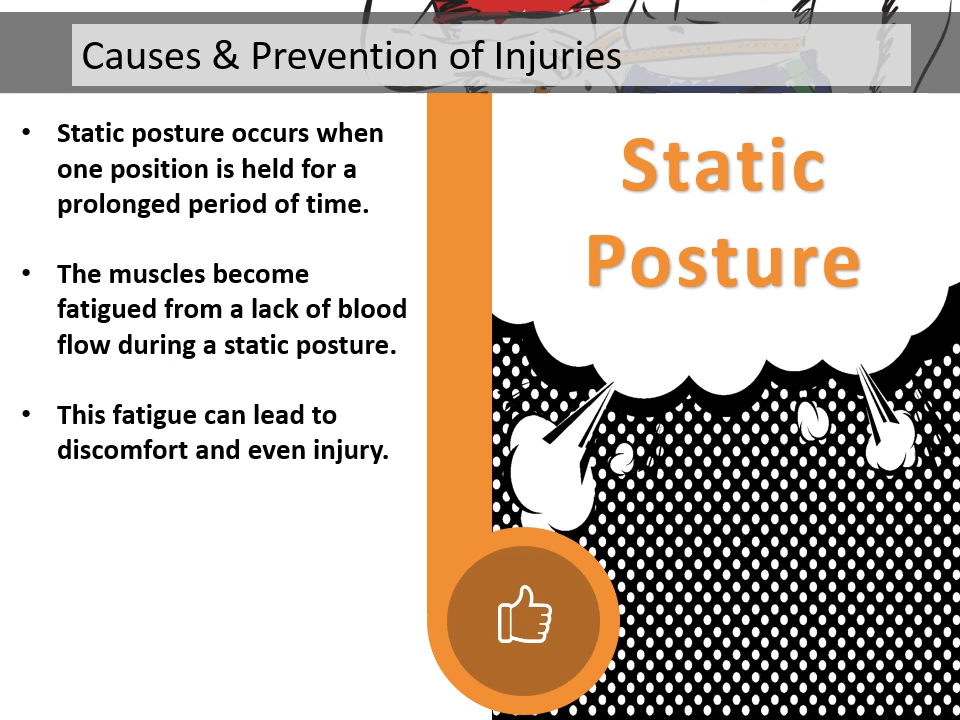 Causes & Prevention of Injuries
• Static posture occurs when
one position is held for a
prolonged period of time.
• The muscles become
fatigued from a lack of blood
flow during a static posture.
• This fatigue can lead to
discomfort and even injury.
Static
Posture